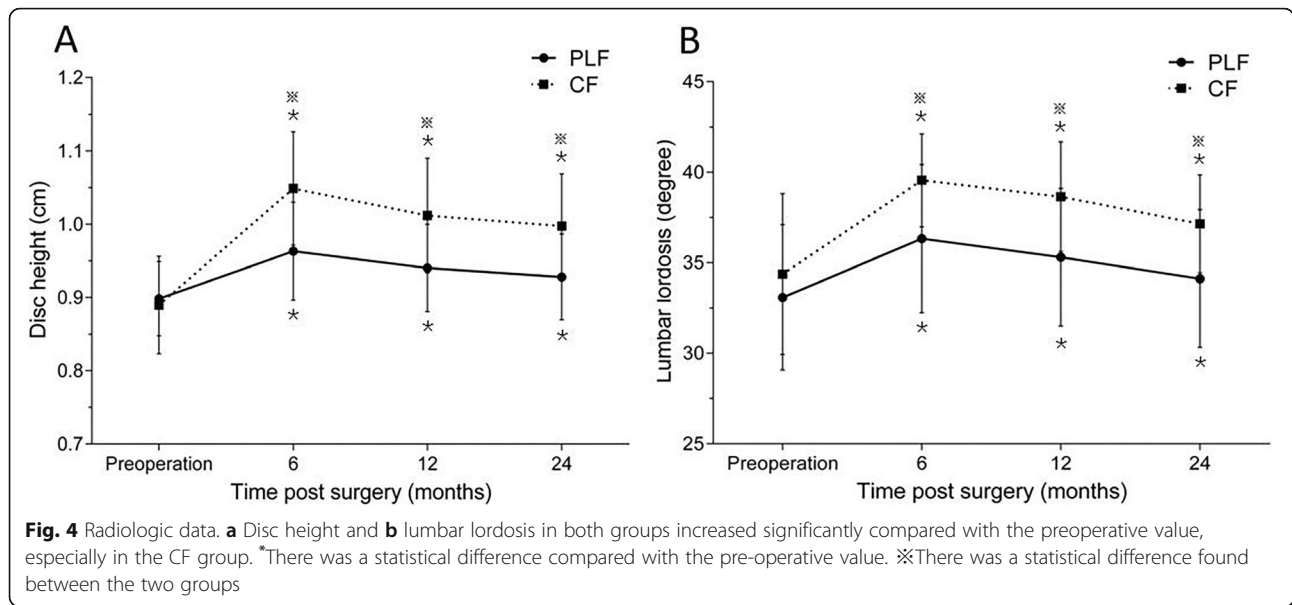 A
PLF
CF
1.2
1.1
1.0
0.9
0.8
0.7
Disc height (cm)
※
*
※
*
※
*
*
*
*
Preoperation
6
12
24
Time post surgery (months)
B
PLF
CF
45
40
35
30
25
Lumbar lordosis (degree)
※
*
※
*
※
*
*
*
*
Preoperation
6
12
24
Time post surgery (months)
Fig. 4 Radiologic data. a Disc height and b lumbar lordosis in both groups increased significantly compared with the preoperative value,
especially in the CF group. *There was a statistical difference compared with the pre-operative value. ※There was a statistical difference found
between the two groups